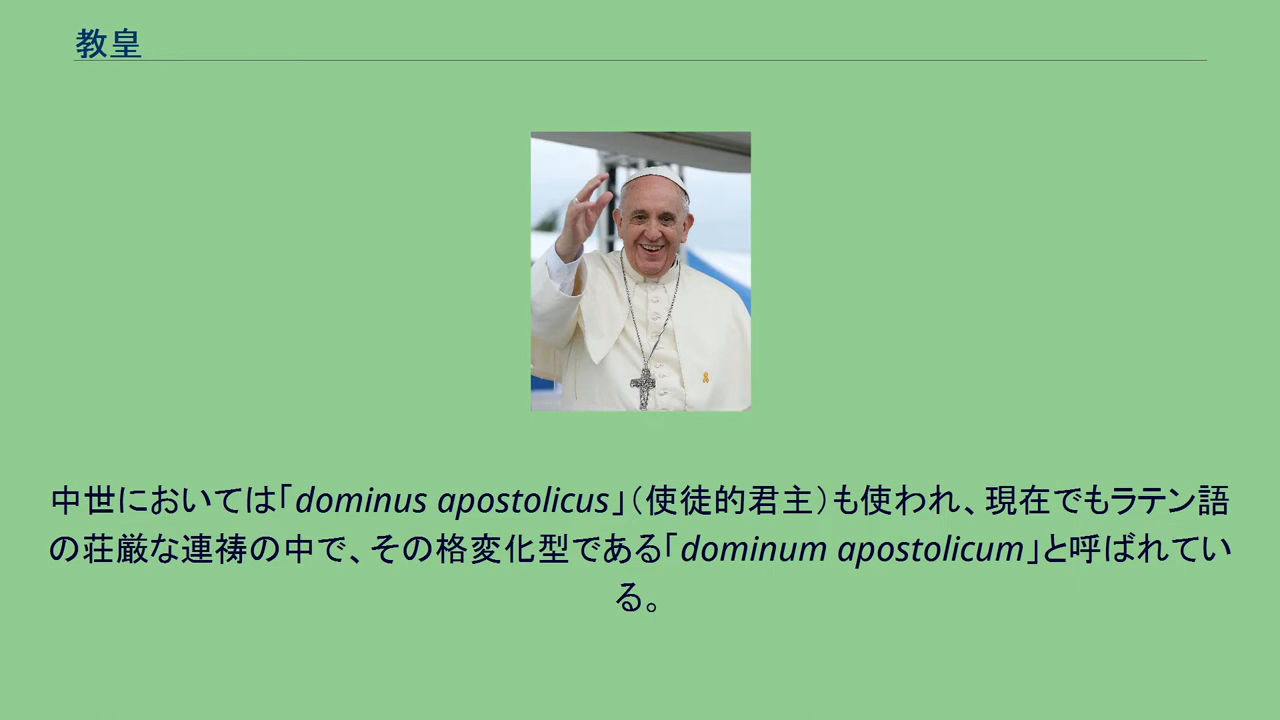 教皇
中世においては｢dominus apostolicus｣（使徒的君主）も使われ、現在でもラテン語
の荘厳な連祷の中で、その格変化型である｢dominum apostolicum｣と呼ばれてい
る。